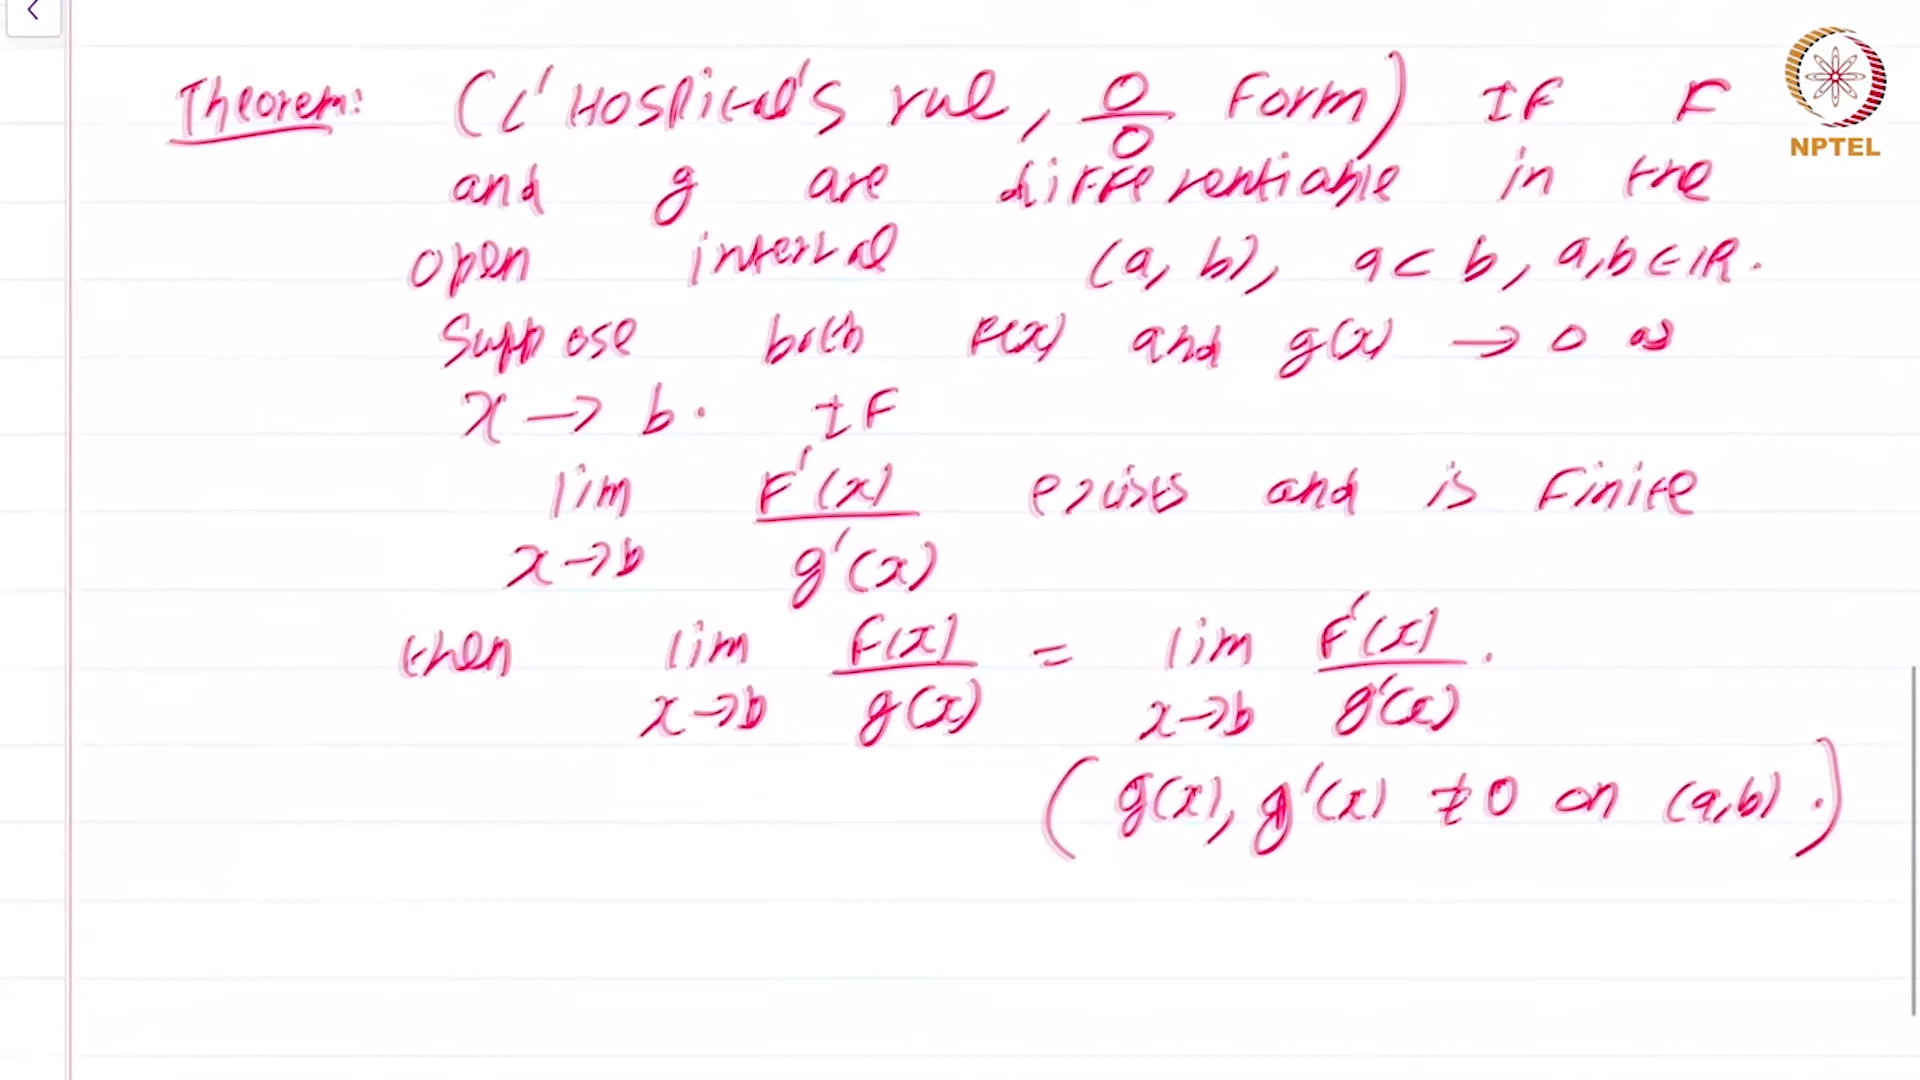 Theorem: (L'Hospital's rule, 0/0 form) If F
NPTEL
and g are differentiable in the
open interval (a, b), a < b, a,b ∈ IR.
Suppose both F(x) and g(x) → 0 as
x → b. If
lim x→b F'(x)/g'(x) exists and is finite
then lim x→b F(x)/g(x) = lim x→b F'(x)/g'(x).
(g(x), g'(x) ≠ 0 on (a,b).)